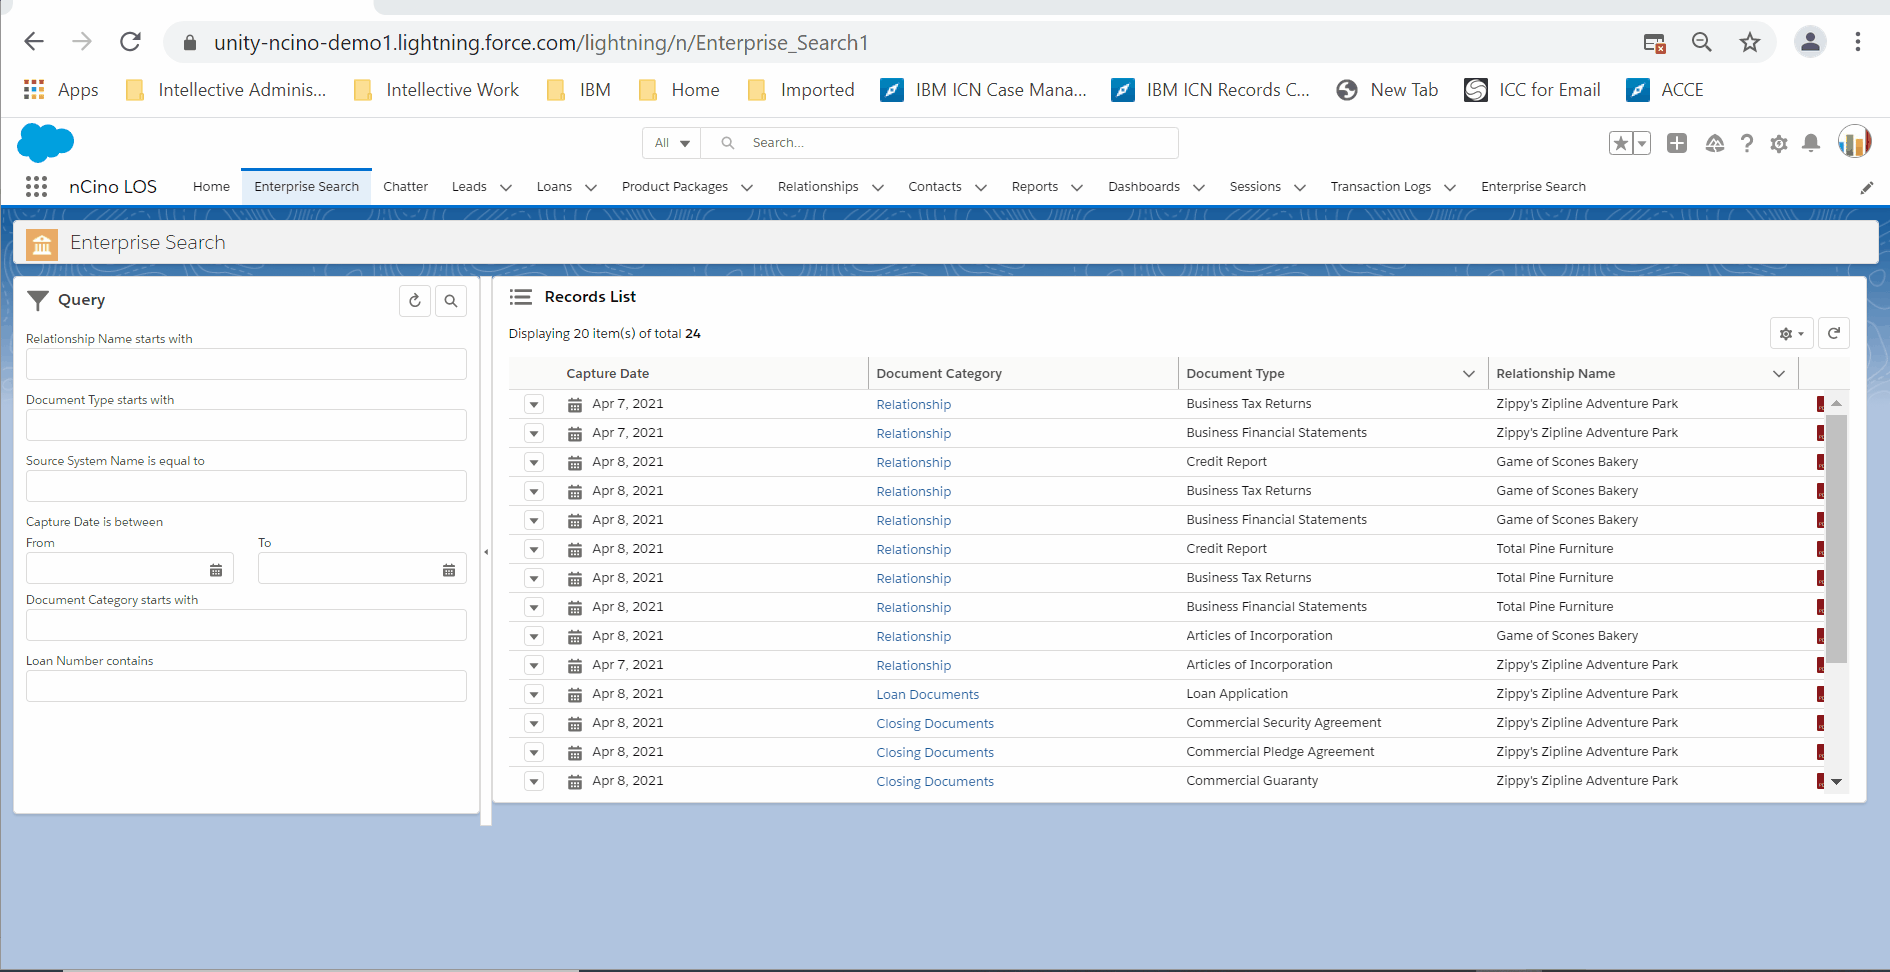 unity-ncino-demo1.lightning.force.com/lightning/n/Enterprise_Search1
Apps Intellective Adminis... Intellective Work IBM Home Imported IBM ICN Case Mana... IBM ICN Records C... New Tab ICC for Email ACCE
All Search...
nCino LOS Home Enterprise Search Chatter Leads Loans Product Packages Relationships Contacts Reports Dashboards Sessions Transaction Logs Enterprise Search
Enterprise Search
Query
Relationship Name starts with
Document Type starts with
Source System Name is equal to
Capture Date is between
From To
Document Category starts with
Loan Number contains
Records List
Displaying 20 item(s) of total 24
Capture Date Document Category Document Type Relationship Name
Apr 7, 2021 Relationship Business Tax Returns Zippy's Zipline Adventure Park
Apr 7, 2021 Relationship Business Financial Statements Zippy's Zipline Adventure Park
Apr 8, 2021 Relationship Credit Report Game of Scones Bakery
Apr 8, 2021 Relationship Business Tax Returns Game of Scones Bakery
Apr 8, 2021 Relationship Business Financial Statements Game of Scones Bakery
Apr 8, 2021 Relationship Credit Report Total Pine Furniture
Apr 8, 2021 Relationship Business Tax Returns Total Pine Furniture
Apr 8, 2021 Relationship Business Financial Statements Total Pine Furniture
Apr 8, 2021 Relationship Articles of Incorporation Game of Scones Bakery
Apr 7, 2021 Relationship Articles of Incorporation Zippy's Zipline Adventure Park
Apr 8, 2021 Loan Documents Loan Application Zippy's Zipline Adventure Park
Apr 8, 2021 Closing Documents Commercial Security Agreement Zippy's Zipline Adventure Park
Apr 8, 2021 Closing Documents Commercial Pledge Agreement Zippy's Zipline Adventure Park
Apr 8, 2021 Closing Documents Commercial Guaranty Zippy's Zipline Adventure Park